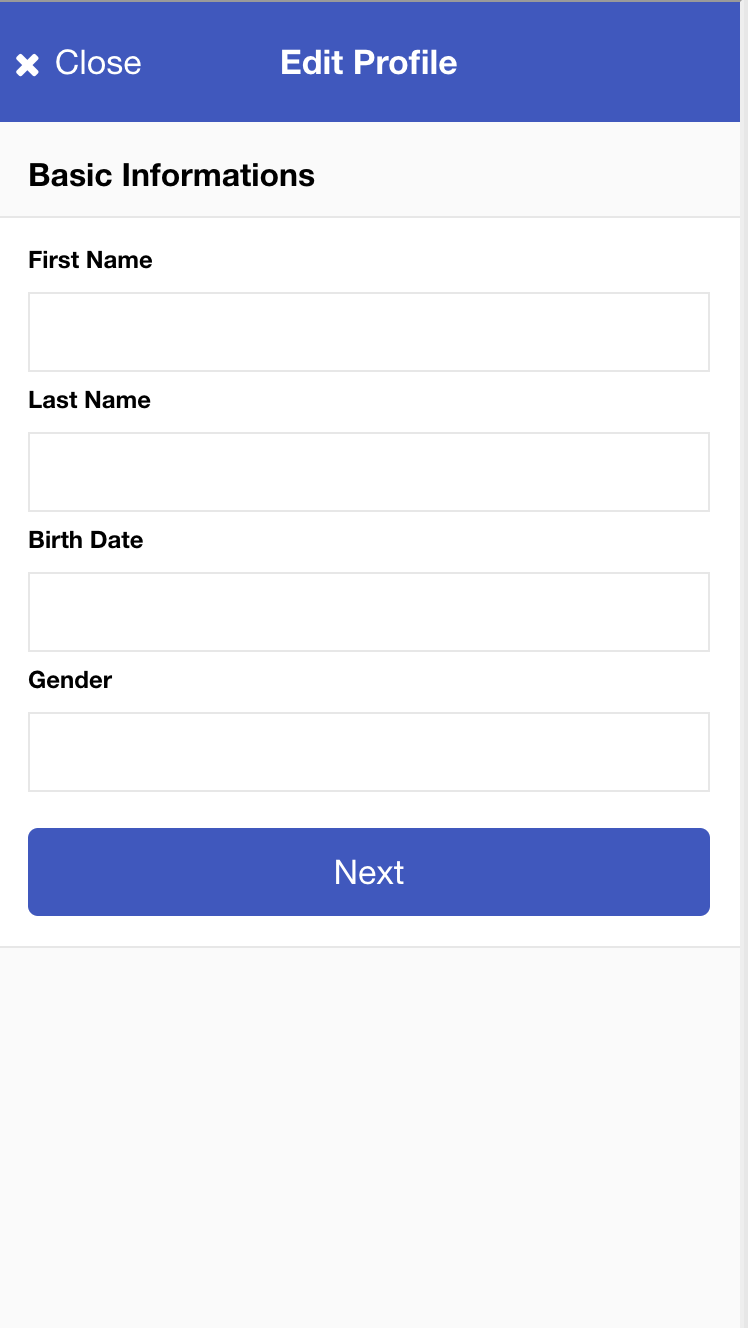 ✖ Close Edit Profile
Basic Informations
First Name
Last Name
Birth Date
Gender
Next